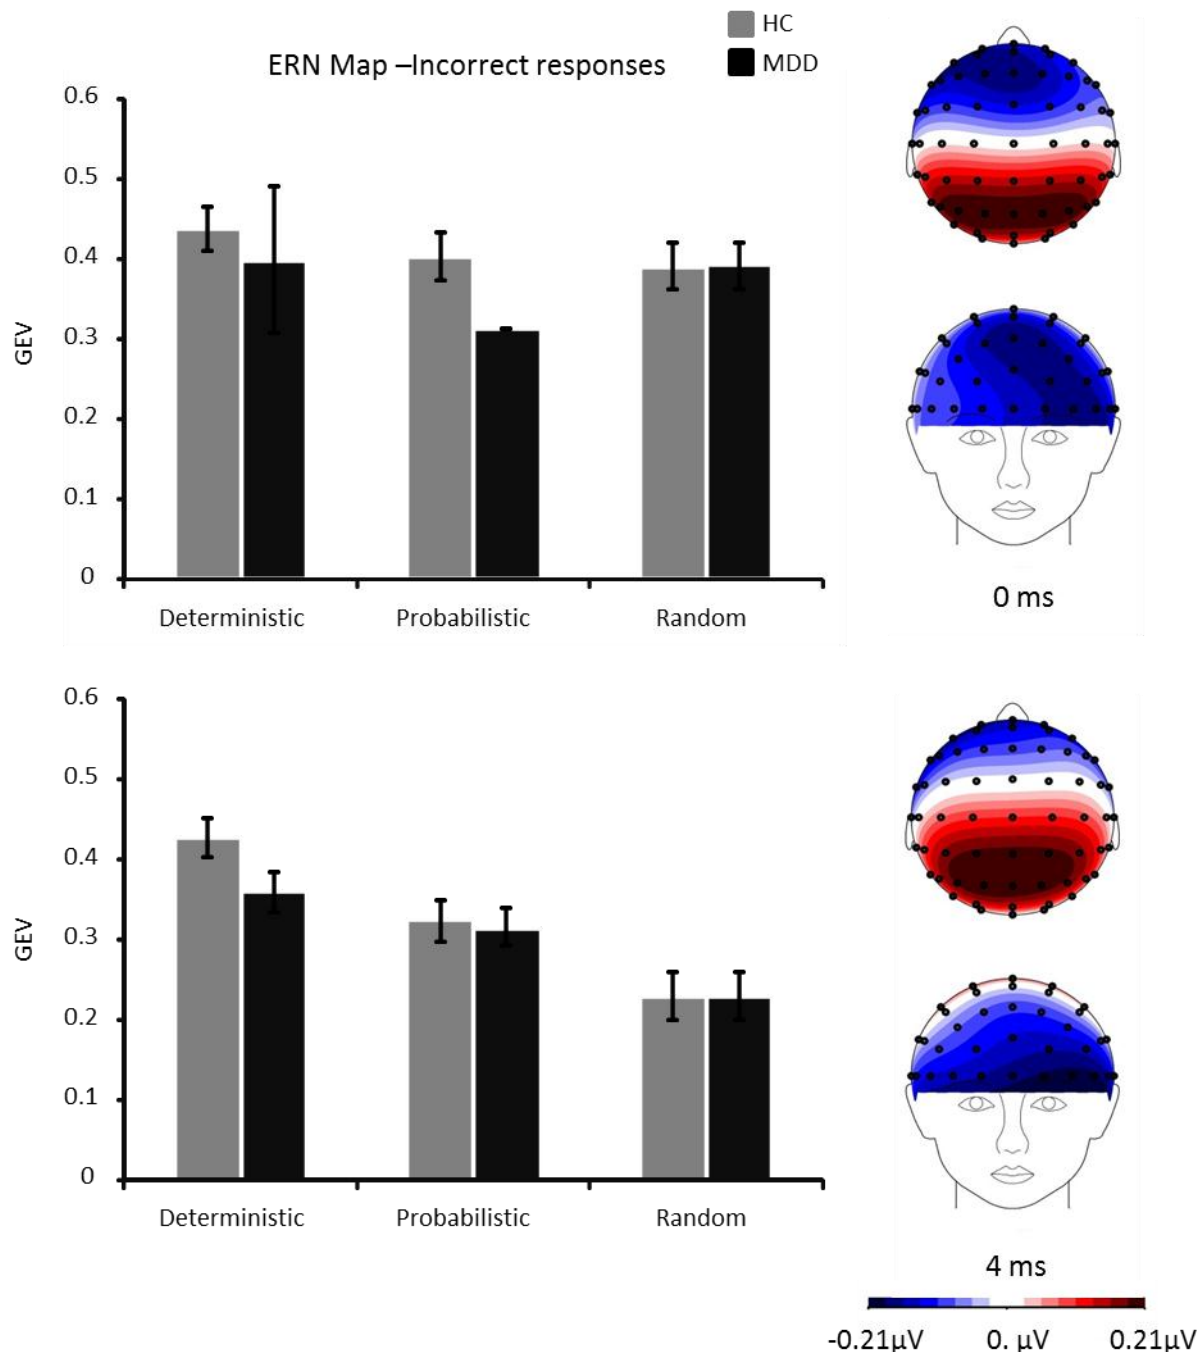 HC
MDD
ERN Map –Incorrect responses
0.6
0.5
0.4
0.3
0.2
0.1
0
GEV
Deterministic Probabilistic Random
0 ms
0.6
0.5
0.4
0.3
0.2
0.1
0
GEV
Deterministic Probabilistic Random
4 ms
-0.21µV 0. µV 0.21µV